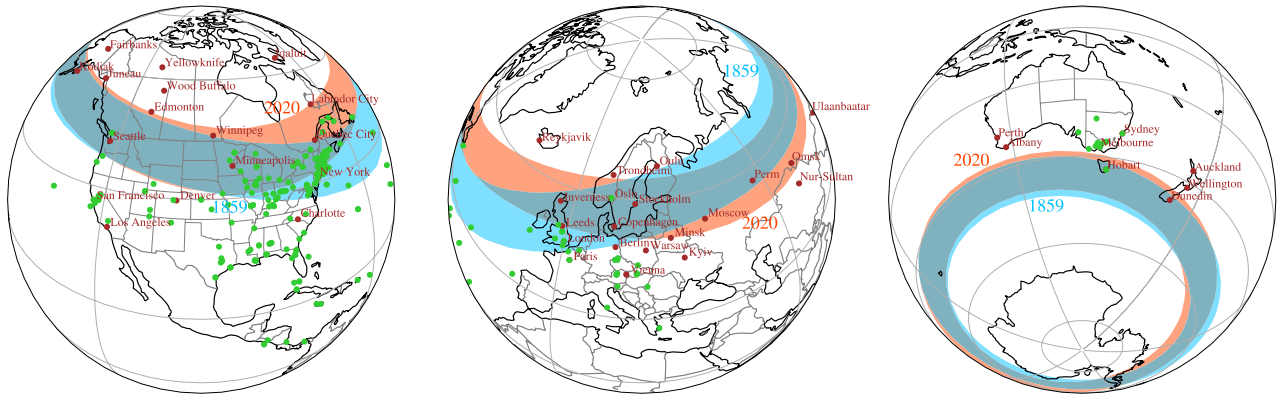 Fairbanks
Kodiak
Juneau
Yellowknife
Iqaluit
Wood Buffalo
Edmonton
2020
Labrador City
Winnipeg
Seattle
Quebec City
Minneapolis
New York
San Francisco
Denver
1859
Charlotte
Los Angeles
1859
Ulaanbaatar
Reykjavik
Oulu
Omsk
Trondheim
Perm
Nur-Sultan
Inverness
Oslo
Stockholm
Leeds
Copenhagen
Moscow
2020
London
Minsk
Berlin
Warsaw
Kyiv
Paris
Vienna
Perth
Albany
Sydney
Melbourne
2020
Hobart
Auckland
Wellington
Dunedin
1859